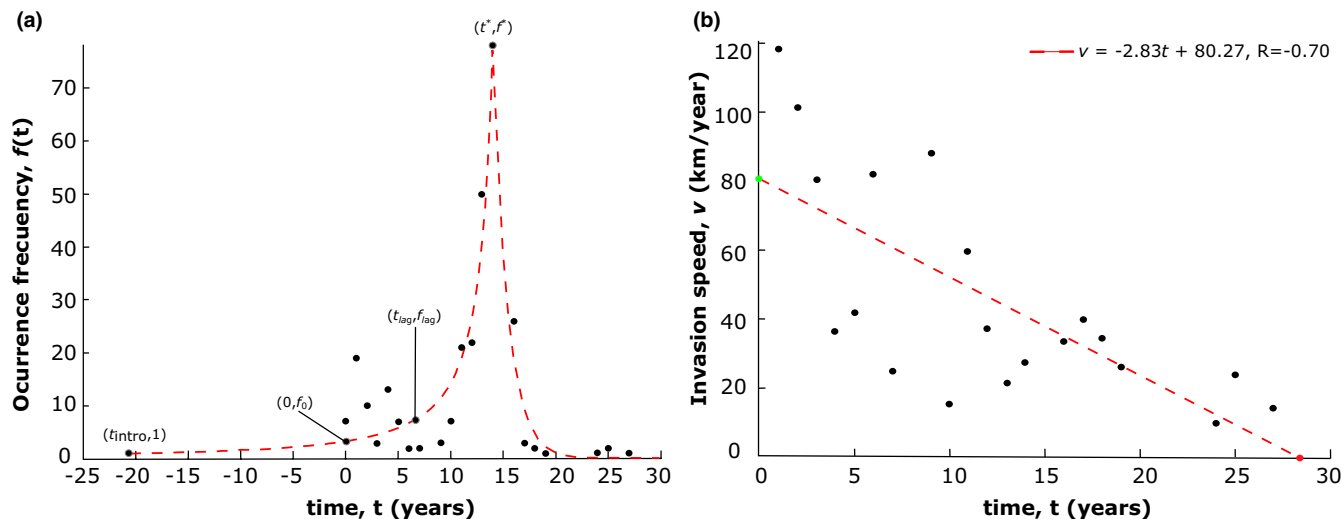 (a)
(t*,f*)
Ocurrence frecuency, f(t)
70
60
50
40
30
20
10
0
(tlag,flag)
(0,f0)
(tintro,1)
-25 -20 -15 -10 -5 0 5 10 15 20 25 30
time, t (years)
(b)
v = -2.83t + 80.27, R=-0.70
Invasion speed, v (km/year)
120
100
80
60
40
20
0
0 5 10 15 20 25 30
time, t (years)